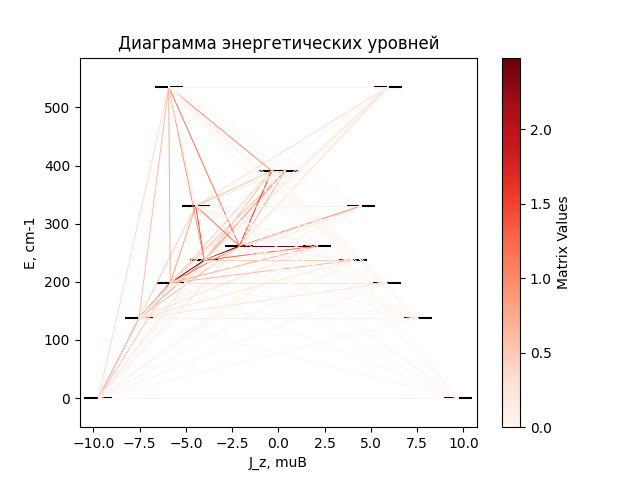 Диаграмма энергетических уровней
500
400
300
200
100
0
E, cm-1
−10.0 −7.5 −5.0 −2.5 0.0 2.5 5.0 7.5 10.0
J_z, muB
2.0
1.5
1.0
0.5
0.0
Matrix Values